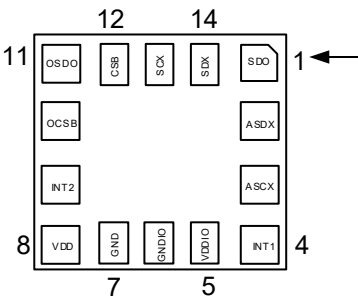 12 14
11 OSDO CSB SCX SDX SDO 1
OCSB ASDX
INT2 ASCX
8 VDD GND GNDIO VDDIO INT1 4
7 5